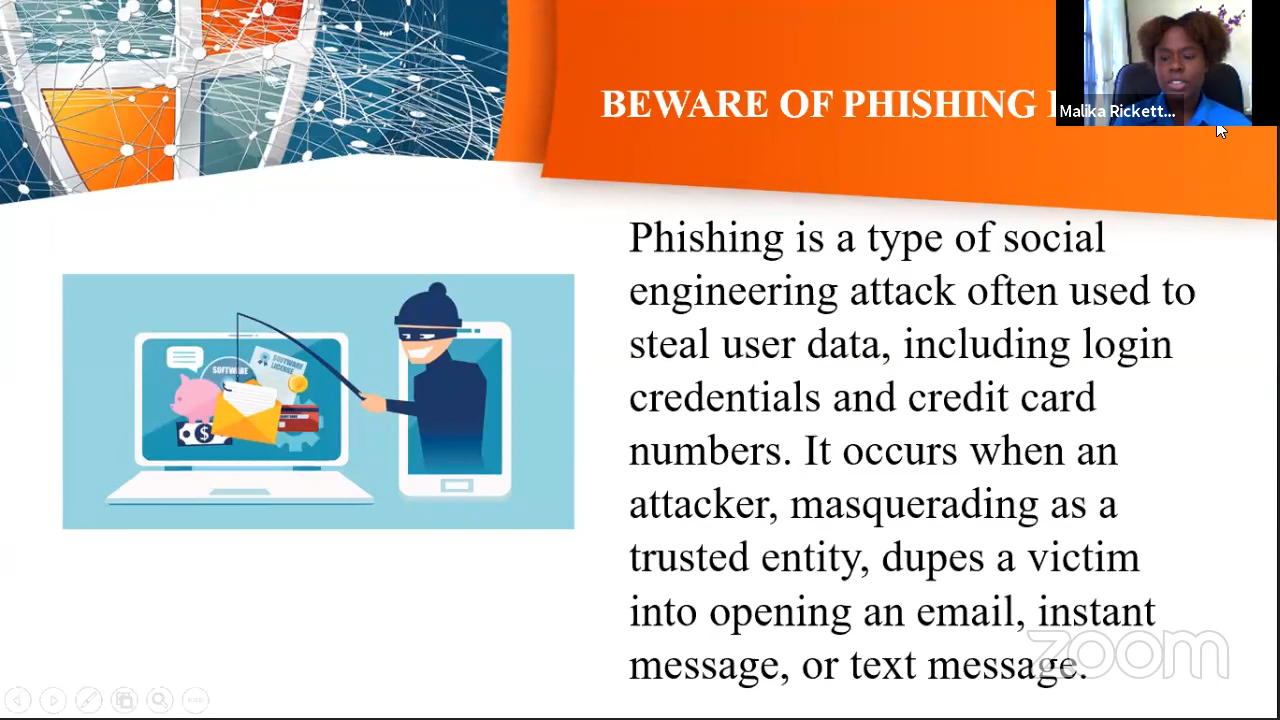 BEWARE OF PHISHING
Malika Rickett...
Phishing is a type of social
engineering attack often used to
steal user data, including login
credentials and credit card
numbers. It occurs when an
attacker, masquerading as a
trusted entity, dupes a victim
into opening an email, instant
message, or text message.
SOFTWARE
SOFTWARE
LICENSE
$
zoom